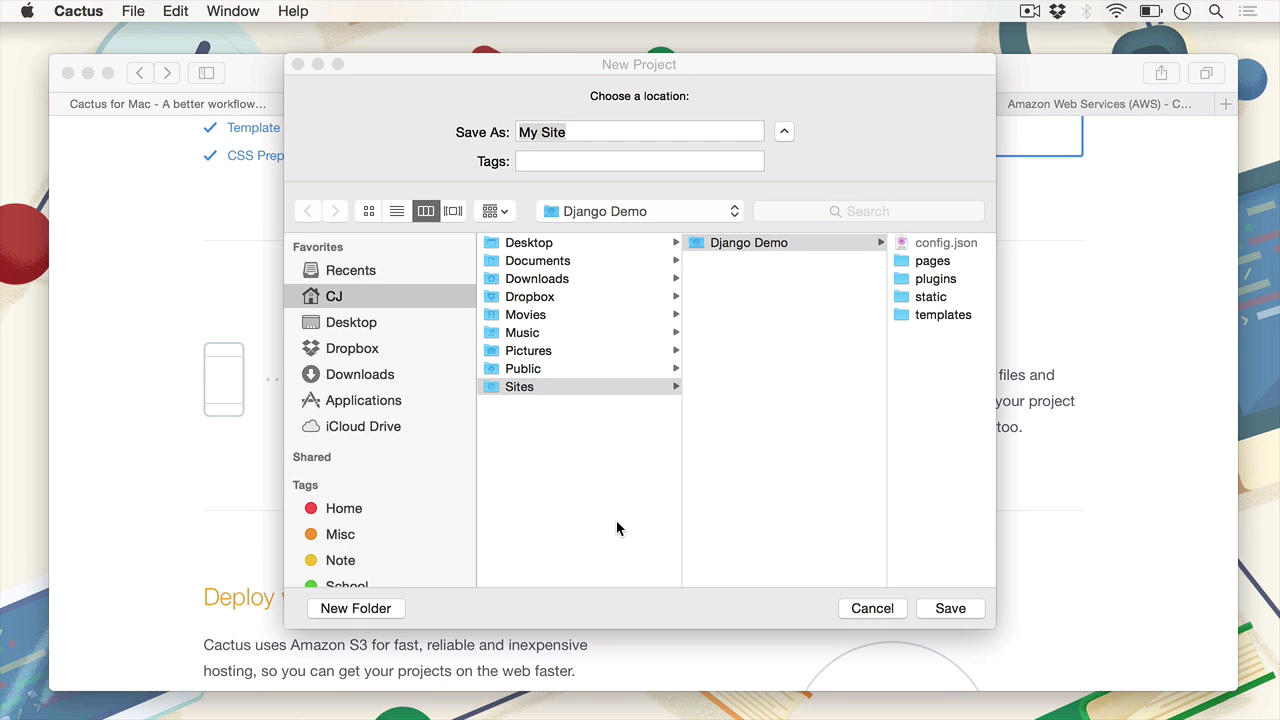 Cactus File Edit Window Help
New Project
Cactus for Mac - A better workflow…
Amazon Web Services (AWS) - C…
Choose a location:
Save As: My Site
Tags:
Template
CSS Prep
Django Demo
Search
Favorites
Recents
CJ
Desktop
Dropbox
Downloads
Applications
iCloud Drive
Shared
Tags
Home
Misc
Note
School
Desktop
Documents
Downloads
Dropbox
Movies
Music
Pictures
Public
Sites
Django Demo
config.json
pages
plugins
static
templates
files and
your project
too.
New Folder
Cancel
Save
Deploy
Cactus uses Amazon S3 for fast, reliable and inexpensive
hosting, so you can get your projects on the web faster.